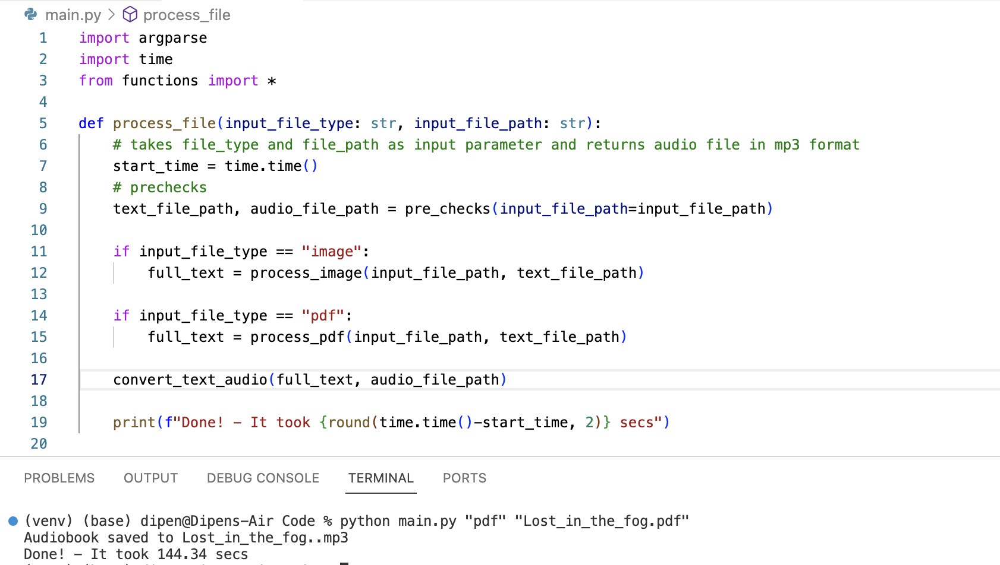 main.py > process_file
1 import argparse
2 import time
3 from functions import *
4
5 def process_file(input_file_type: str, input_file_path: str):
6     # takes file_type and file_path as input parameter and returns audio file in mp3 format
7     start_time = time.time()
8     # prechecks
9     text_file_path, audio_file_path = pre_checks(input_file_path=input_file_path)
10
11     if input_file_type == "image":
12         full_text = process_image(input_file_path, text_file_path)
13
14     if input_file_type == "pdf":
15         full_text = process_pdf(input_file_path, text_file_path)
16
17     convert_text_audio(full_text, audio_file_path)
18
19     print(f"Done! - It took {round(time.time()-start_time, 2)} secs")
20
PROBLEMS OUTPUT DEBUG CONSOLE TERMINAL PORTS
(venv) (base) dipen@Dipens-Air Code % python main.py "pdf" "Lost_in_the_fog.pdf"
Audiobook saved to Lost_in_the_fog..mp3
Done! - It took 144.34 secs